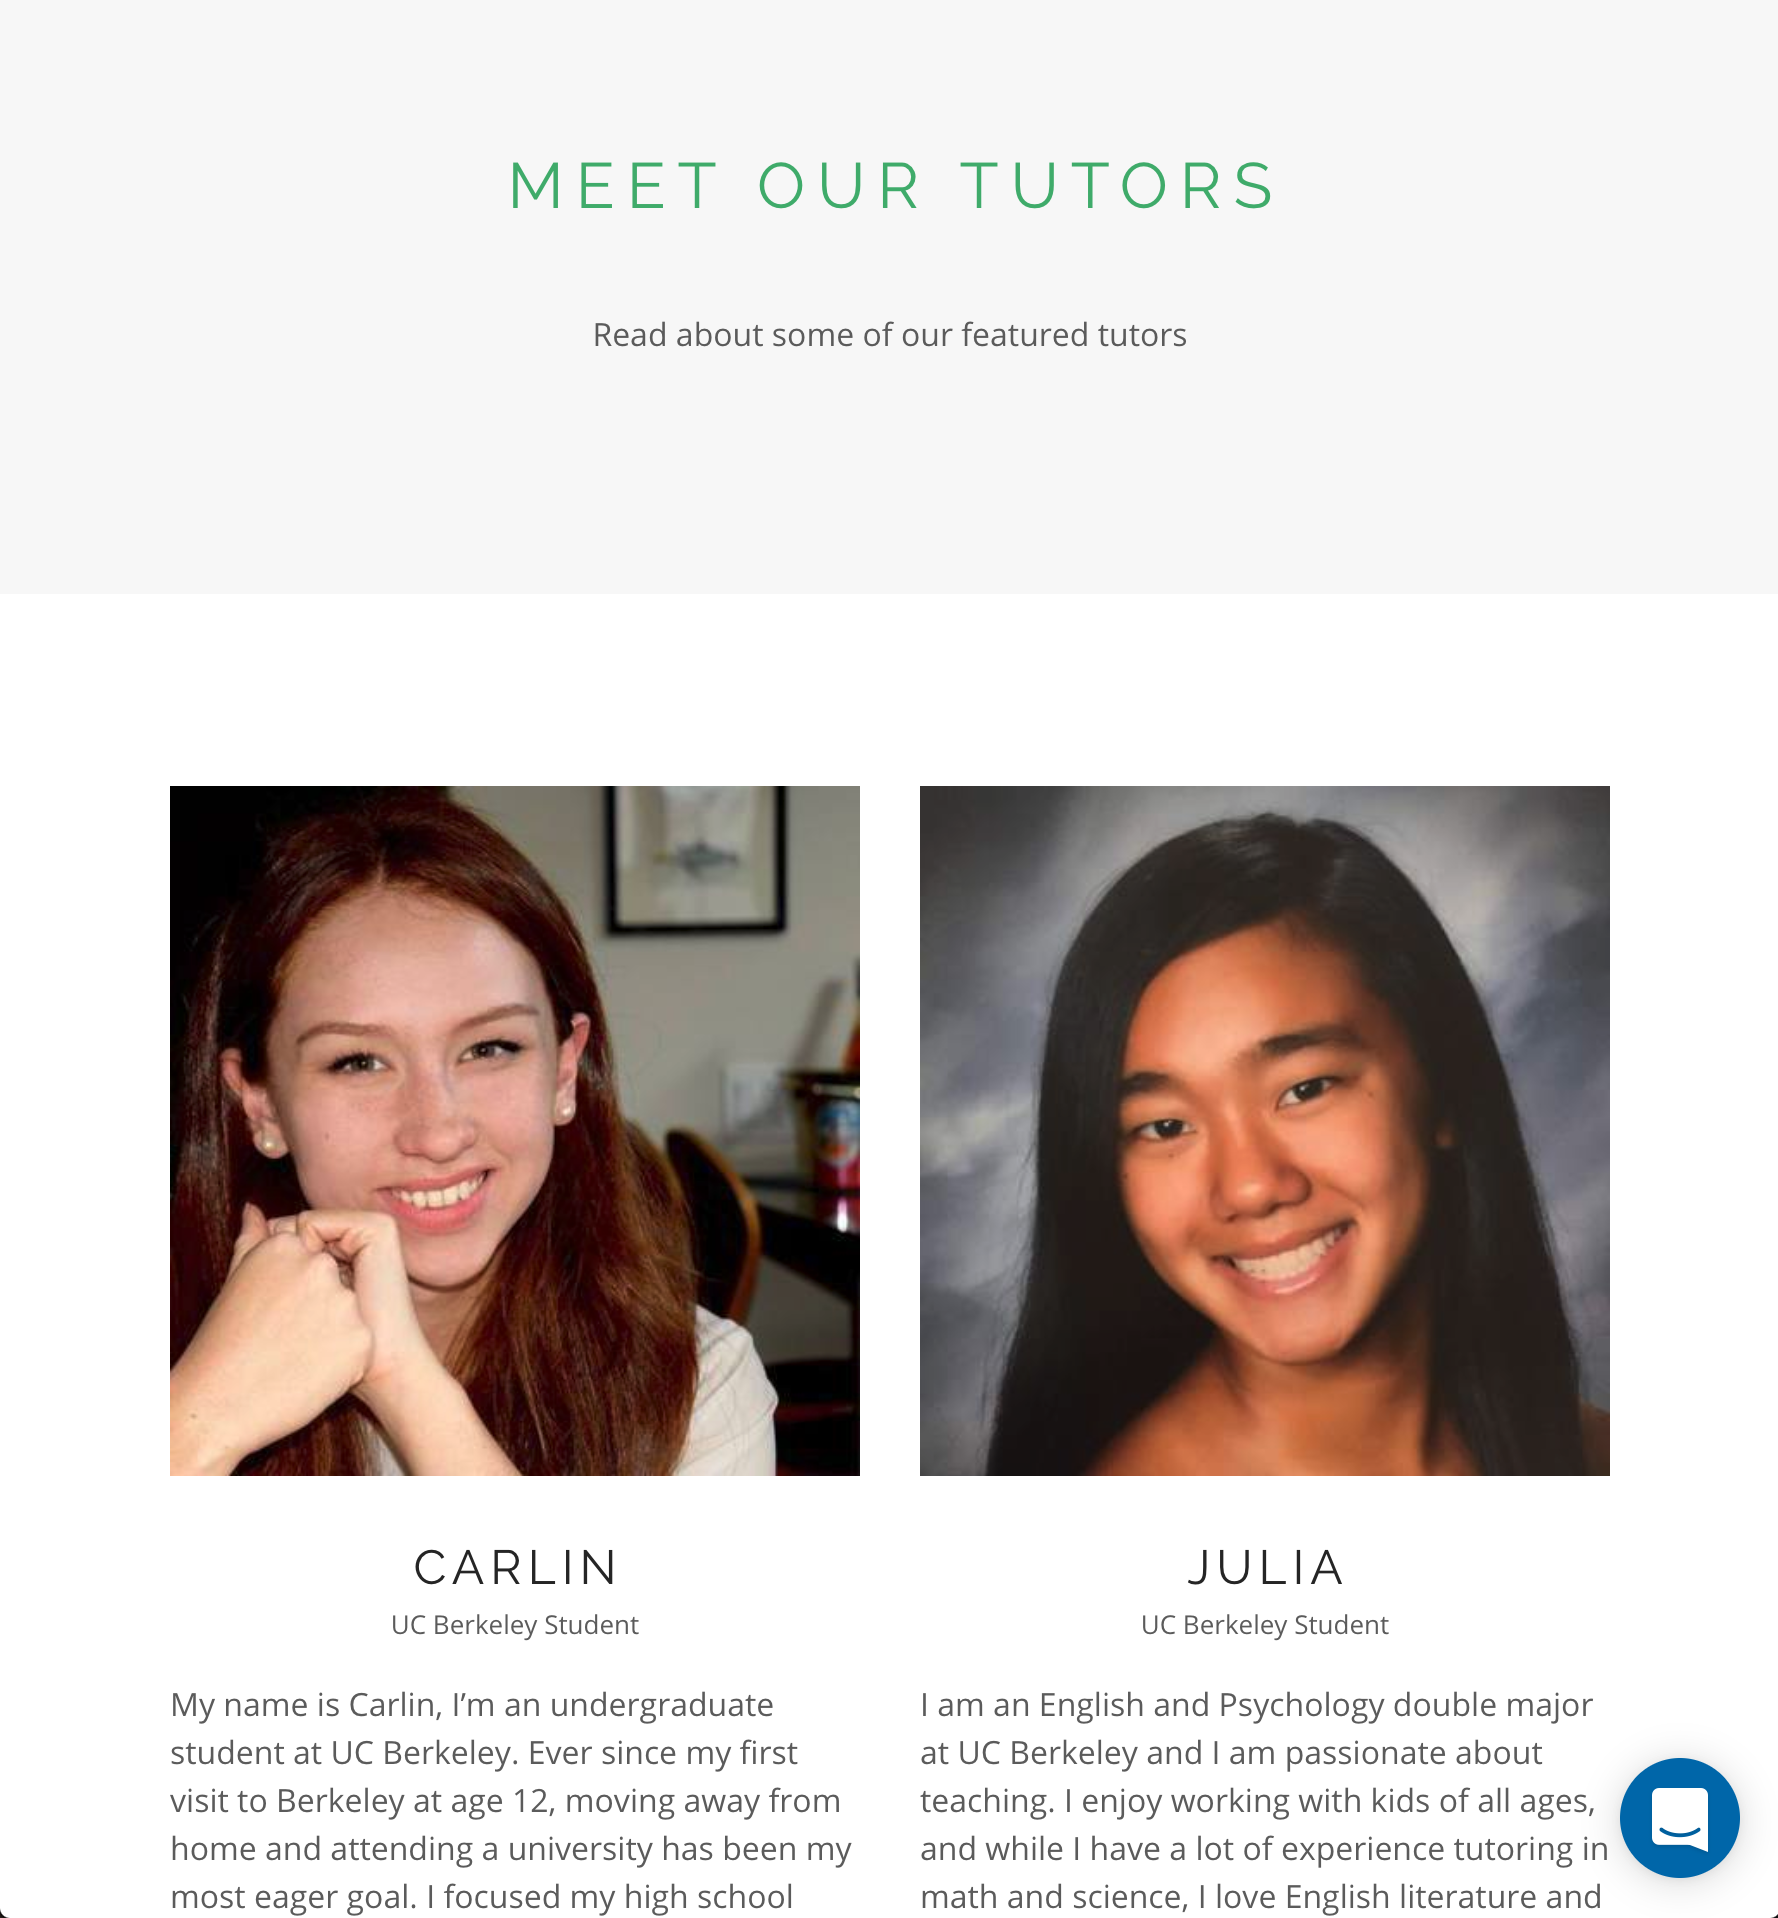 MEET OUR TUTORS
Read about some of our featured tutors
CARLIN
UC Berkeley Student
My name is Carlin, I’m an undergraduate
student at UC Berkeley. Ever since my first
visit to Berkeley at age 12, moving away from
home and attending a university has been my
most eager goal. I focused my high school
JULIA
UC Berkeley Student
I am an English and Psychology double major
at UC Berkeley and I am passionate about
teaching. I enjoy working with kids of all ages,
and while I have a lot of experience tutoring in
math and science, I love English literature and